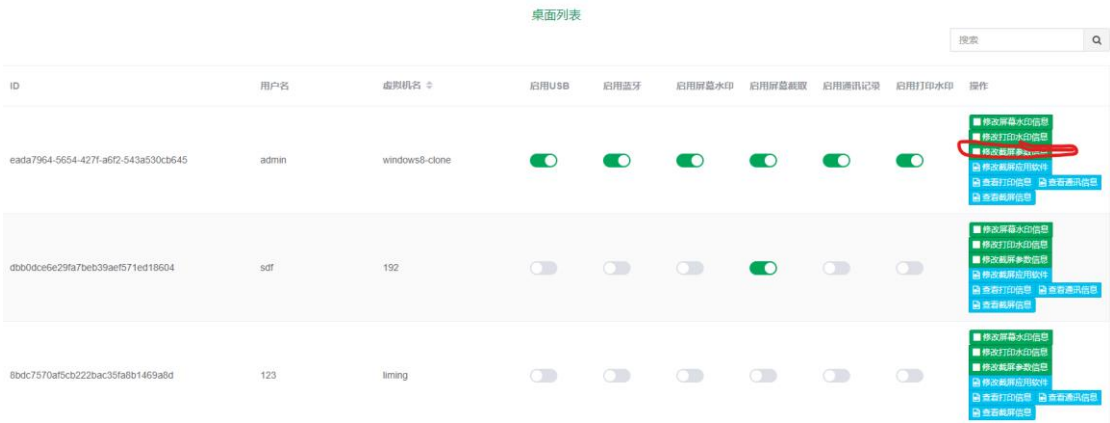 桌面列表
搜索
ID 用户名 虚拟机名 启用USB 启用蓝牙 启用屏幕水印 启用屏幕截取 启用通讯记录 启用打印水印 操作
修改屏幕水印信息
修改打印水印信息
eada7964-5654-427f-a6f2-543a530cb645 admin windows8-clone 修改截屏参数信息
修改截屏应用软件
查看打印信息 查看通讯信息
查看截屏信息
修改屏幕水印信息
修改打印水印信息
dbb0dce6e29fa7beb39aef571ed18604 sdf 192 修改截屏参数信息
修改截屏应用软件
查看打印信息 查看通讯信息
查看截屏信息
修改屏幕水印信息
修改打印水印信息
8bdc7570af5cb222bac35fa8b1469a8d 123 liming 修改截屏参数信息
修改截屏应用软件
查看打印信息 查看通讯信息
查看截屏信息